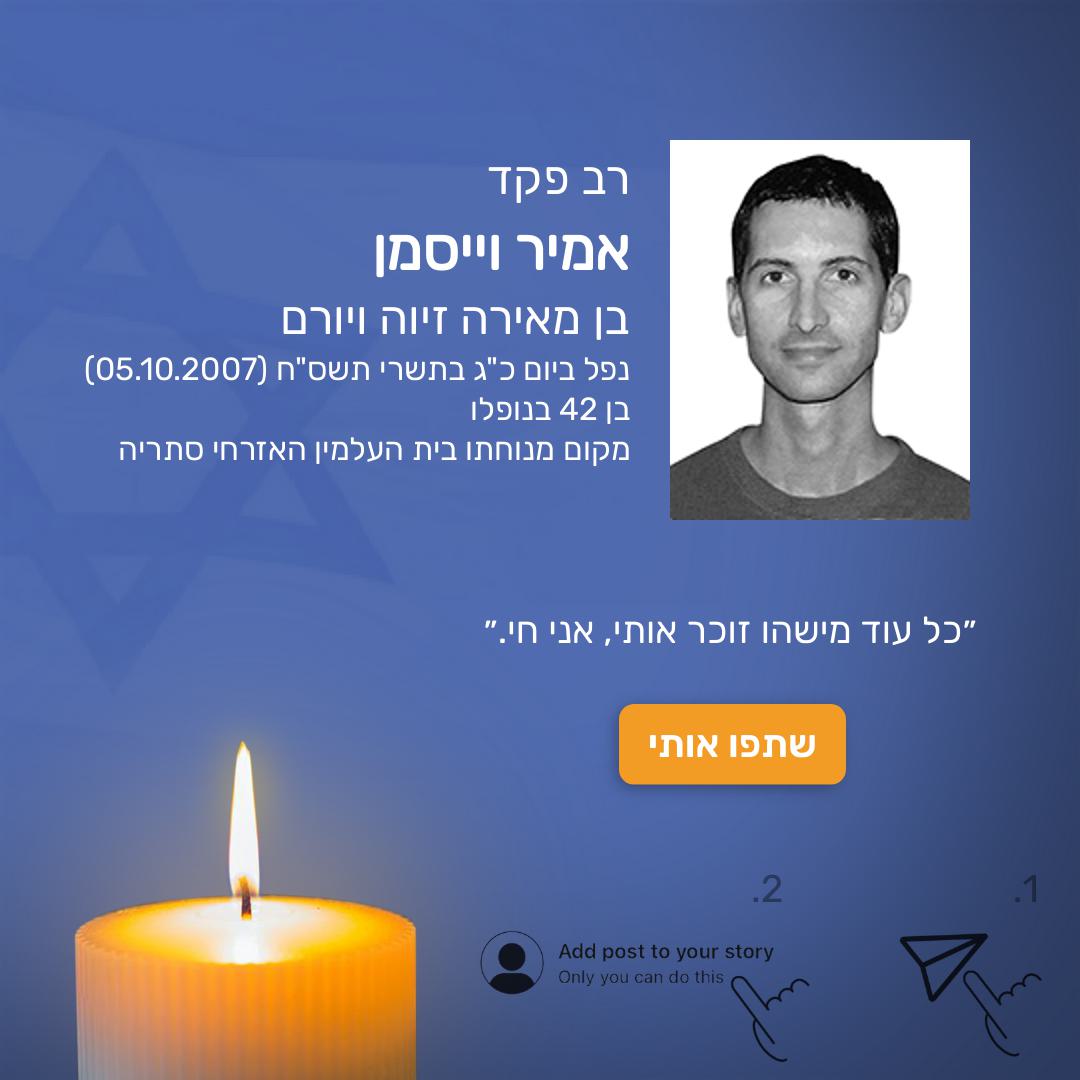 רב פקד
אמיר וייסמן
בן מאירה זיוה ויורם
נפל ביום כ"ג בתשרי תשס"ח (05.10.2007)
בן 42 בנופלו
מקום מנוחתו בית העלמין האזרחי סתריה
״כל עוד מישהו זוכר אותי, אני חי.״
שתפו אותי
1.
2.
Add post to your story
Only you can do this